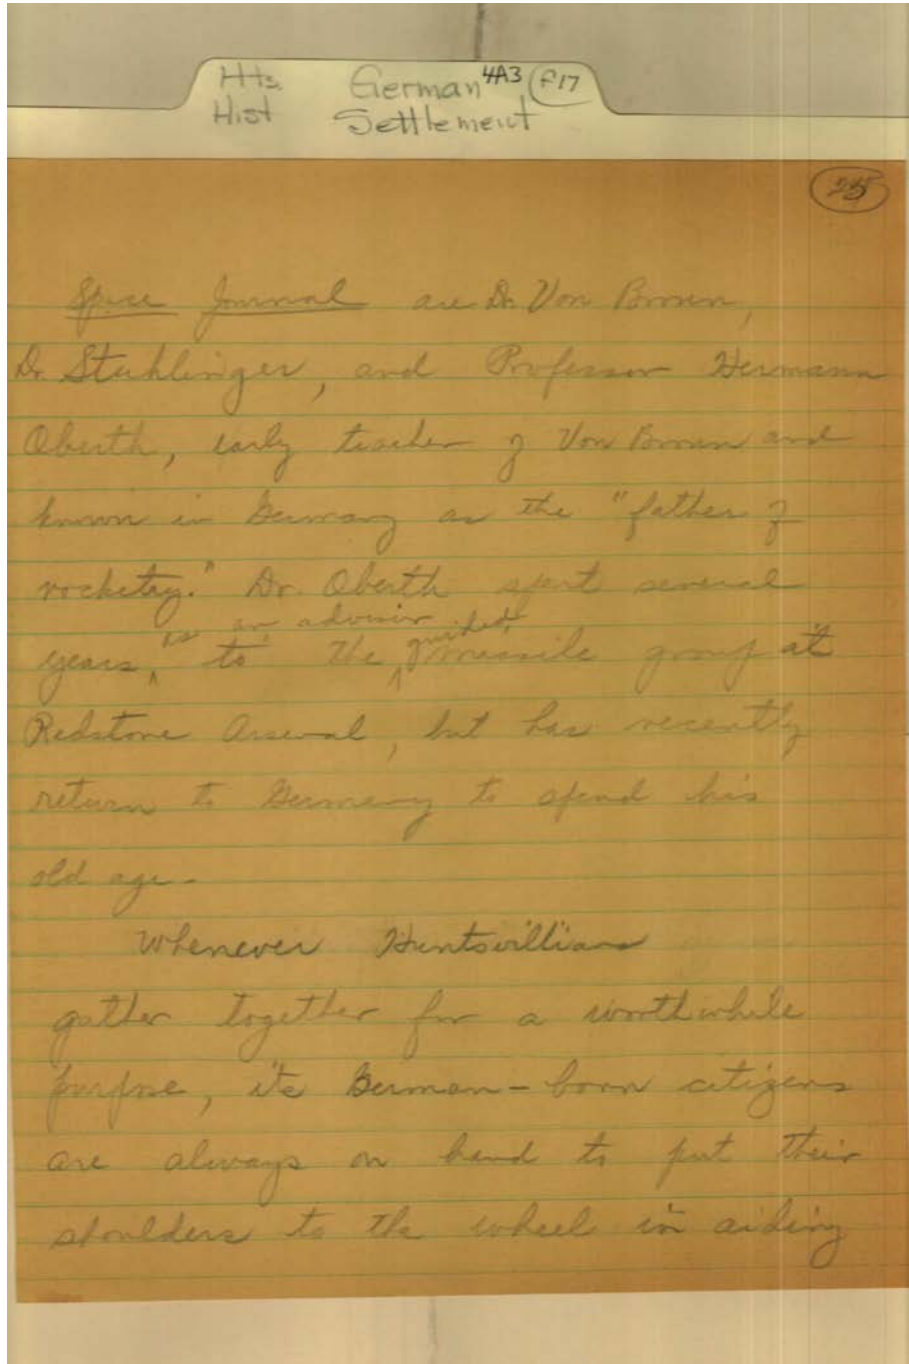 Hts. German 4A3 F17
Hist Settlement
Space Journal are Dr. Von Braun,
Dr. Stuhlinger, and Professor Hermann
Oberth, early teacher of Von Braun and
known in Germany as the "father of
rocketry." Dr. Oberth spent several
as an advisor guided
years, to the missile group at
Redstone Arsenal, but has recently
return to Germany to spend his
old age.
Whenever Huntsvillians
gather together for a worthwhile
purpose, its German-born citizens
are always on hand to put their
shoulders to the wheel in aiding